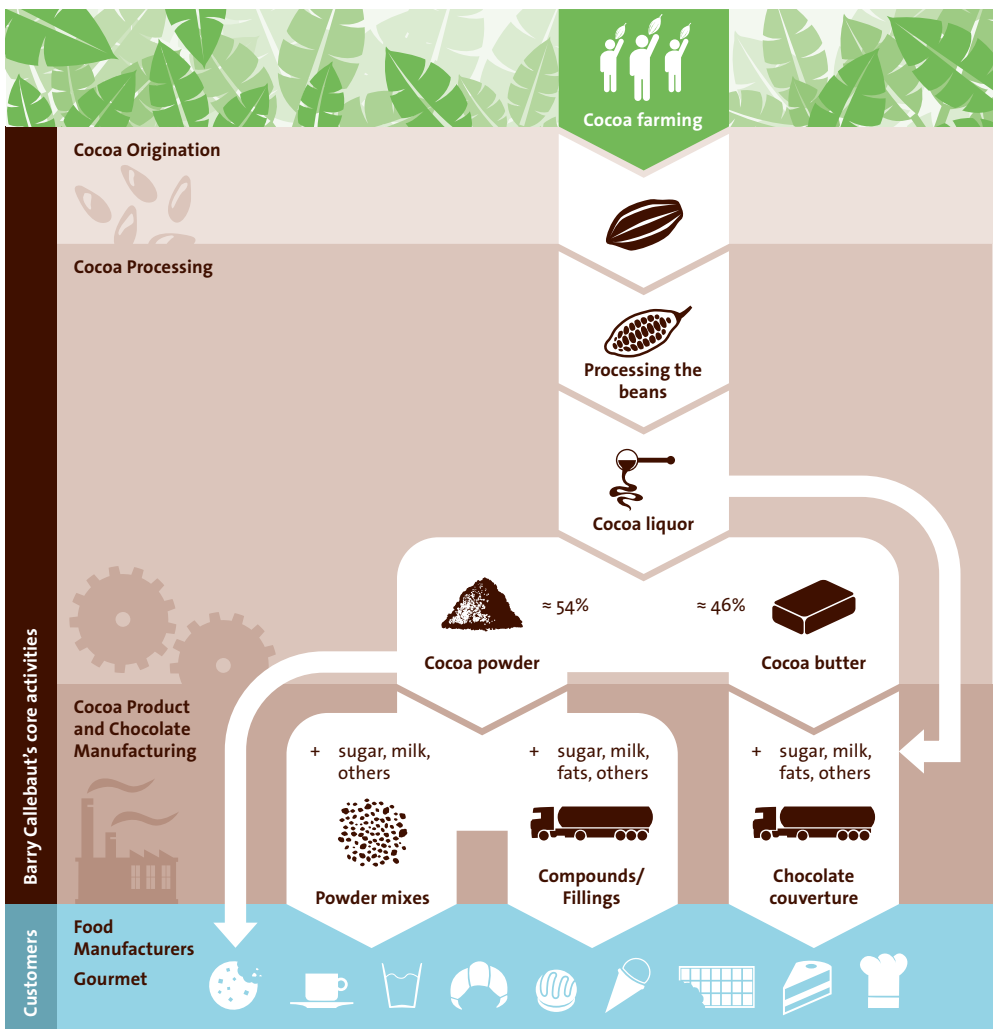 Cocoa farming
Cocoa Origination
Cocoa Processing
Processing the
beans
Cocoa liquor
≈ 54%
≈ 46%
Cocoa powder
Cocoa butter
Barry Callebaut's core activities
Cocoa Product
and Chocolate
Manufacturing
+ sugar, milk,
others
+ sugar, milk,
fats, others
+ sugar, milk,
fats, others
Powder mixes
Compounds/
Fillings
Chocolate
couverture
Customers
Food
Manufacturers
Gourmet